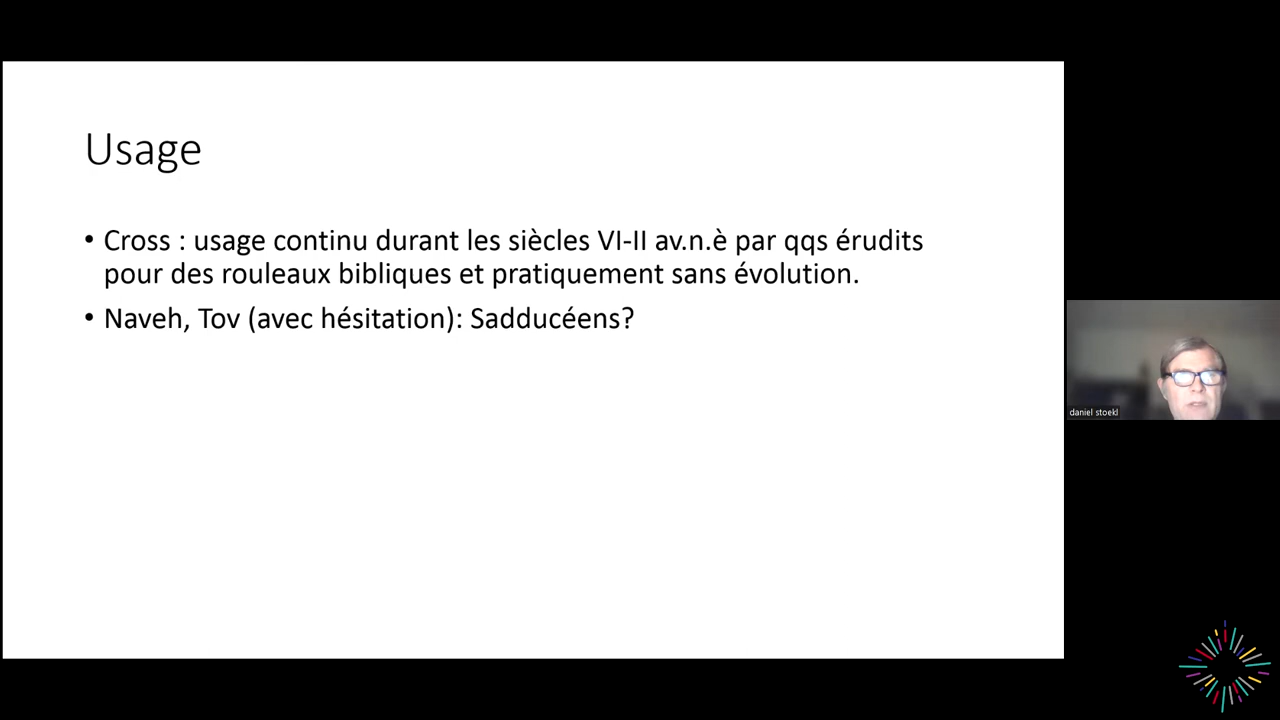 Usage
• Cross : usage continu durant les siècles VI-II av.n.è par qqs érudits
pour des rouleaux bibliques et pratiquement sans évolution.
• Naveh, Tov (avec hésitation): Sadducéens?
daniel stoekl